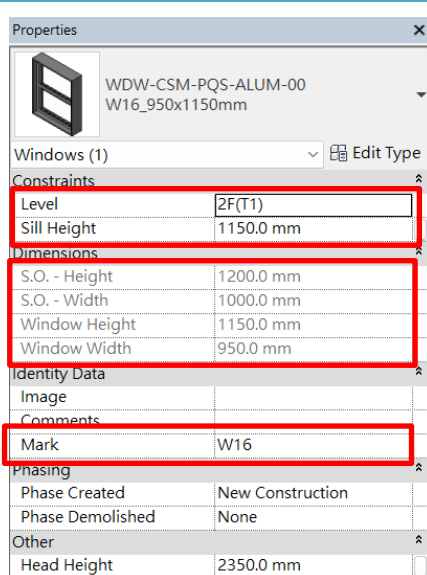 Properties
WDW-CSM-PQS-ALUM-00
W16_950x1150mm
Windows (1) Edit Type
Constraints
Level 2F(T1)
Sill Height 1150.0 mm
Dimensions
S.O. - Height 1200.0 mm
S.O. - Width 1000.0 mm
Window Height 1150.0 mm
Window Width 950.0 mm
Identity Data
Image
Comments
Mark W16
Phasing
Phase Created New Construction
Phase Demolished None
Other
Head Height 2350.0 mm